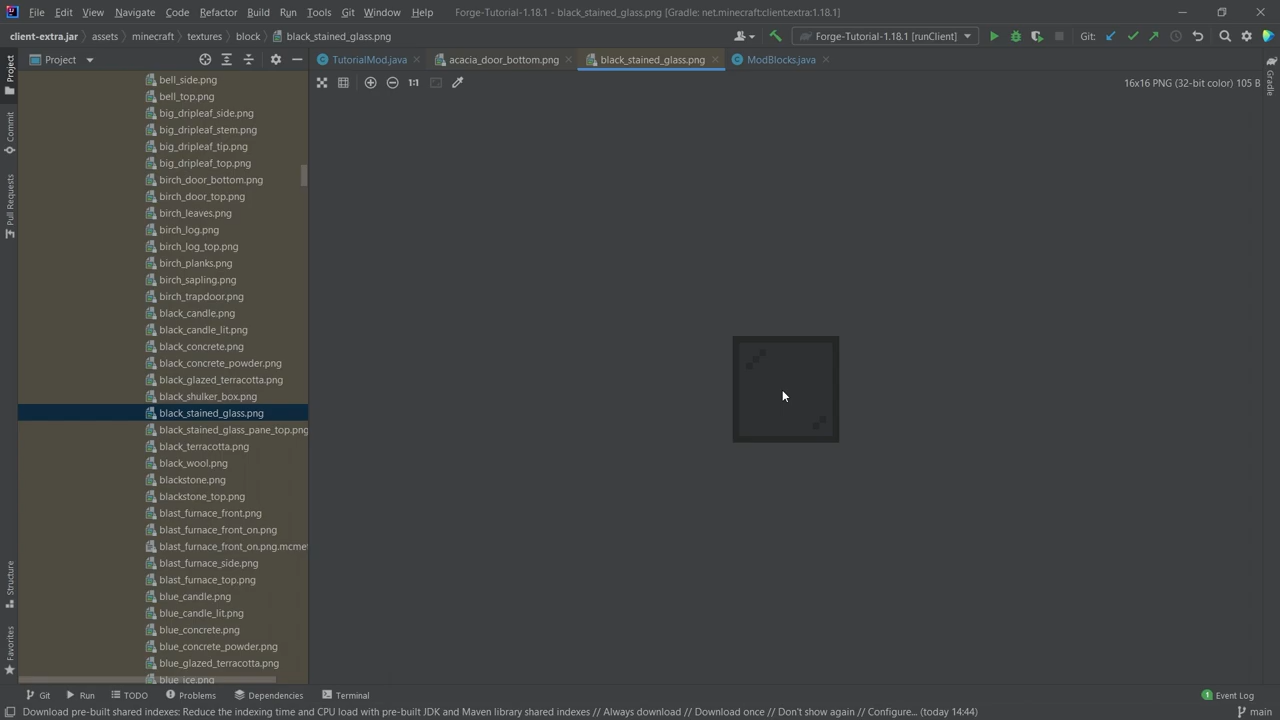 File Edit View Navigate Code Refactor Build Run Tools Git Window Help Forge-Tutorial-1.18.1 - black_stained_glass.png [Gradle: net.minecraft:client:extra:1.18.1]
client-extra.jar assets minecraft textures block black_stained_glass.png Forge-Tutorial-1.18.1 [runClient] Git:
Project TutorialMod.java acacia_door_bottom.png black_stained_glass.png ModBlocks.java
1:1 16x16 PNG (32-bit color) 105 B
Project
Commit
Pull Requests
Structure
Favorites
Gradle
bell_side.png
bell_top.png
big_dripleaf_side.png
big_dripleaf_stem.png
big_dripleaf_tip.png
big_dripleaf_top.png
birch_door_bottom.png
birch_door_top.png
birch_leaves.png
birch_log.png
birch_log_top.png
birch_planks.png
birch_sapling.png
birch_trapdoor.png
black_candle.png
black_candle_lit.png
black_concrete.png
black_concrete_powder.png
black_glazed_terracotta.png
black_shulker_box.png
black_stained_glass.png
black_stained_glass_pane_top.png
black_terracotta.png
black_wool.png
blackstone.png
blackstone_top.png
blast_furnace_front.png
blast_furnace_front_on.png
blast_furnace_front_on.png.mcme
blast_furnace_side.png
blast_furnace_top.png
blue_candle.png
blue_candle_lit.png
blue_concrete.png
blue_concrete_powder.png
blue_glazed_terracotta.png
blue_ice.png
Git Run TODO Problems Dependencies Terminal 1 Event Log
Download pre-built shared indexes: Reduce the indexing time and CPU load with pre-built JDK and Maven library shared indexes // Always download // Download once // Don't show again // Configure... (today 14:44) main